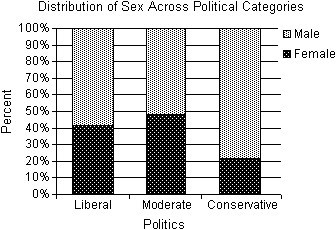 Distribution of Sex Across Political Categories
100%
90%
80%
70%
60%
50%
40%
30%
20%
10%
0%
Percent
Liberal Moderate Conservative
Politics
Male
Female